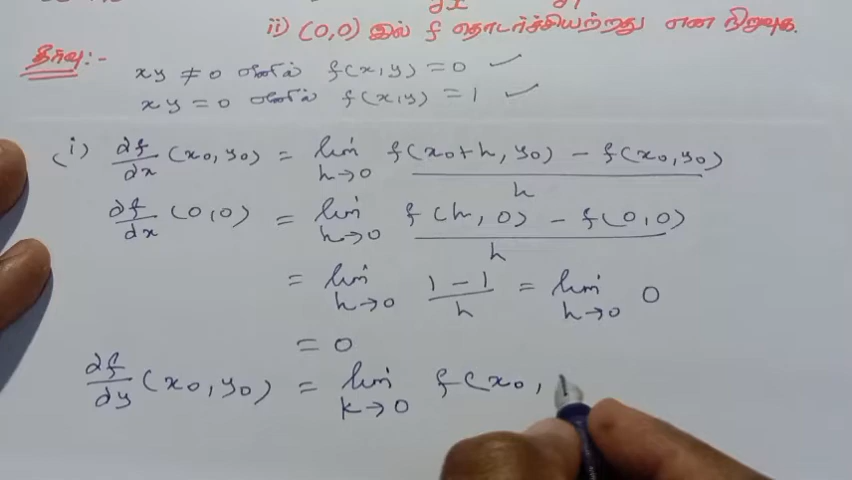 ii) (0,0) இல் f தொடர்ச்சியற்றது என நிறுவுக.
தீர்வு:-
xy ≠ 0 எனில் f(x,y) = 0 ✓
xy = 0 எனில் f(x,y) = 1 ✓
(i) ∂f/∂x (x₀,y₀) = lim h→0 f(x₀+h, y₀) − f(x₀,y₀) / h
∂f/∂x (0,0) = lim h→0 f(h,0) − f(0,0) / h
= lim h→0 1−1 / h = lim h→0 0
= 0
∂f/∂y (x₀,y₀) = lim k→0 f(x₀,